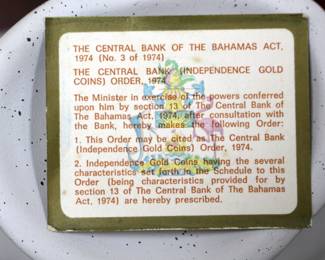 THE CENTRAL BANK OF THE BAHAMAS ACT,
1974 (No. 3 of 1974)
THE CENTRAL BANK (INDEPENDENCE GOLD
COINS) ORDER, 1974
The Minister in exercise of the powers conferred
upon him by section 13 of The Central Bank of
The Bahamas Act, 1974, after consultation with
the Bank, hereby makes the following Order:
1. This Order may be cited as The Central Bank
(Independence Gold Coins) Order, 1974.
2. Independence Gold Coins having the several
characteristics set forth in the Schedule to this
Order (being characteristics provided for by
section 13 of The Central Bank of The Bahamas
Act, 1974) are hereby prescribed.